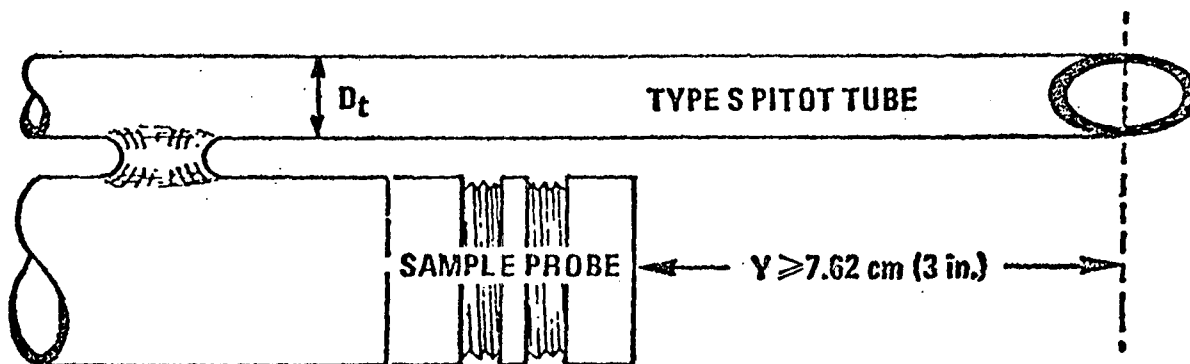 Dt
TYPE S PITOT TUBE
SAMPLE PROBE
Y ≥ 7.62 cm (3 in.)